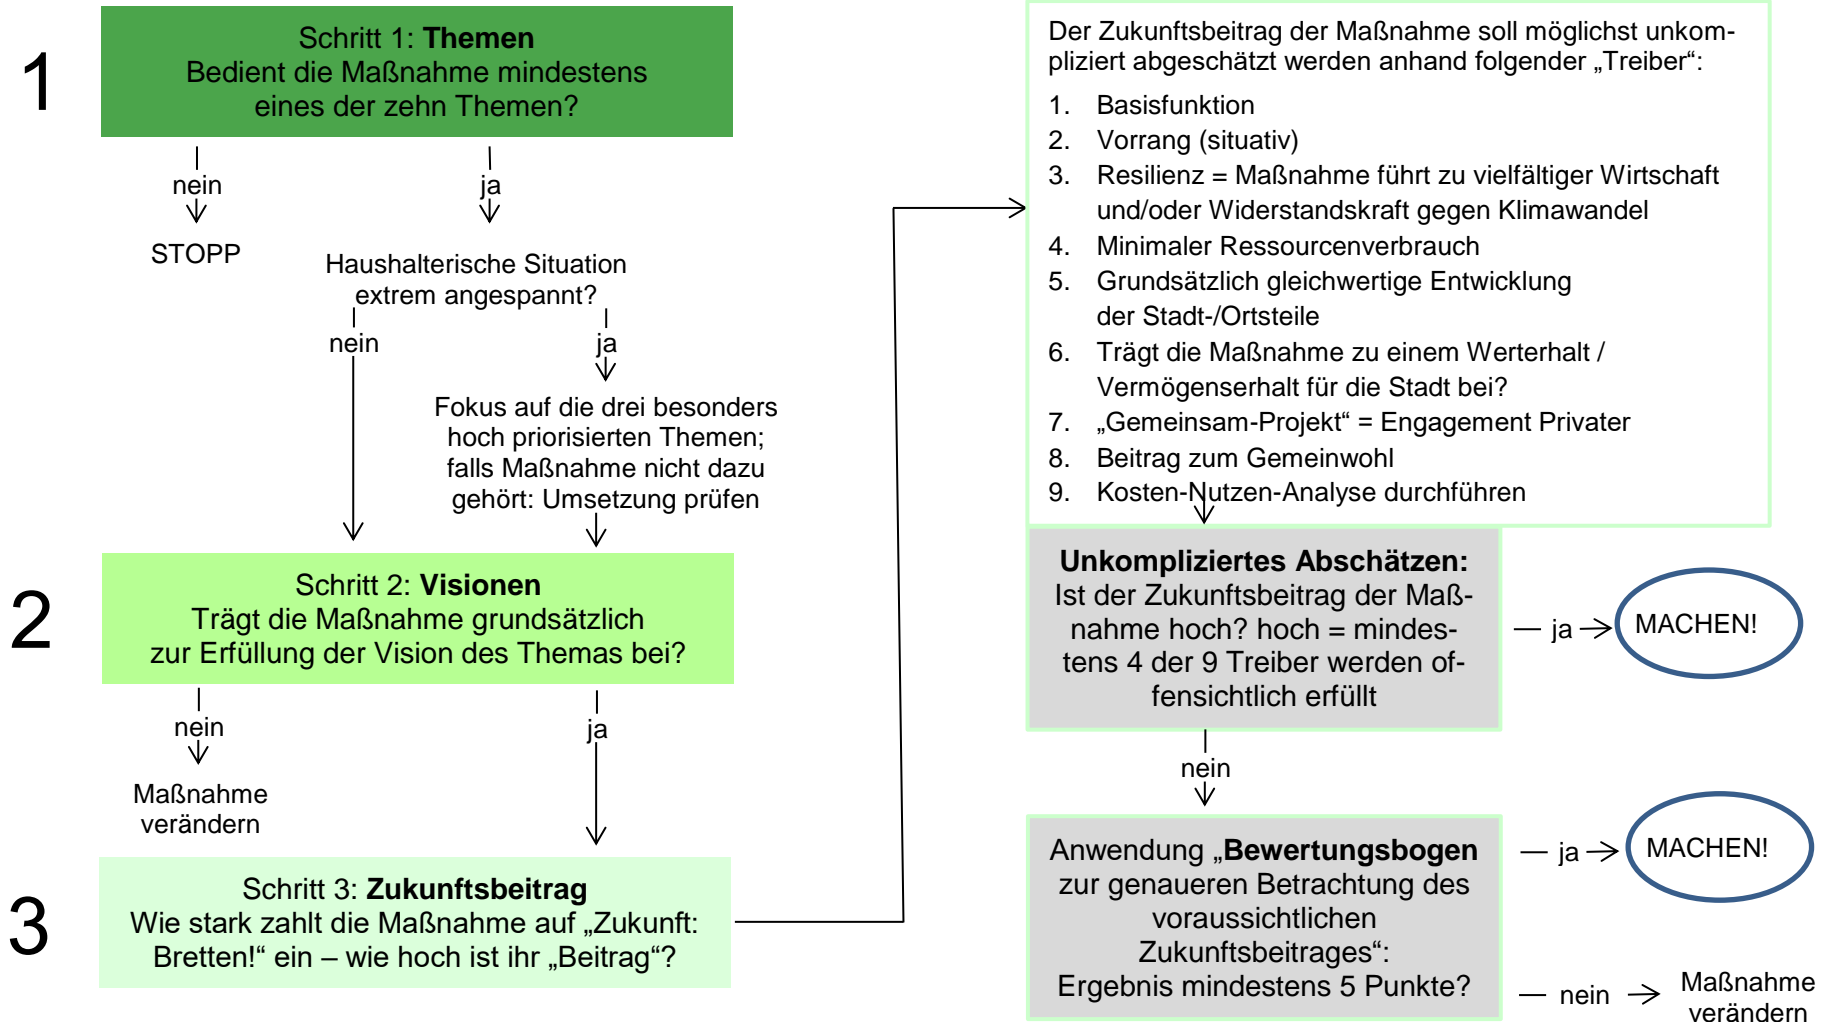 1
Schritt 1: Themen
Bedient die Maßnahme mindestens
eines der zehn Themen?
nein
ja
STOPP
Haushalterische Situation
extrem angespannt?
nein
ja
Fokus auf die drei besonders
hoch priorisierten Themen;
falls Maßnahme nicht dazu
gehört: Umsetzung prüfen
2
Schritt 2: Visionen
Trägt die Maßnahme grundsätzlich
zur Erfüllung der Vision des Themas bei?
nein
ja
Maßnahme
verändern
3
Schritt 3: Zukunftsbeitrag
Wie stark zahlt die Maßnahme auf „Zukunft:
Bretten!“ ein – wie hoch ist ihr „Beitrag“?
Der Zukunftsbeitrag der Maßnahme soll möglichst unkom-
pliziert abgeschätzt werden anhand folgender „Treiber“:
1. Basisfunktion
2. Vorrang (situativ)
3. Resilienz = Maßnahme führt zu vielfältiger Wirtschaft
und/oder Widerstandskraft gegen Klimawandel
4. Minimaler Ressourcenverbrauch
5. Grundsätzlich gleichwertige Entwicklung
der Stadt-/Ortsteile
6. Trägt die Maßnahme zu einem Werterhalt /
Vermögenserhalt für die Stadt bei?
7. „Gemeinsam-Projekt“ = Engagement Privater
8. Beitrag zum Gemeinwohl
9. Kosten-Nutzen-Analyse durchführen
Unkompliziertes Abschätzen:
Ist der Zukunftsbeitrag der Maß-
nahme hoch? hoch = mindes-
tens 4 der 9 Treiber werden of-
fensichtlich erfüllt
ja
MACHEN!
nein
Anwendung „Bewertungsbogen
zur genaueren Betrachtung des
voraussichtlichen
Zukunftsbeitrages“:
Ergebnis mindestens 5 Punkte?
ja
MACHEN!
nein
Maßnahme
verändern